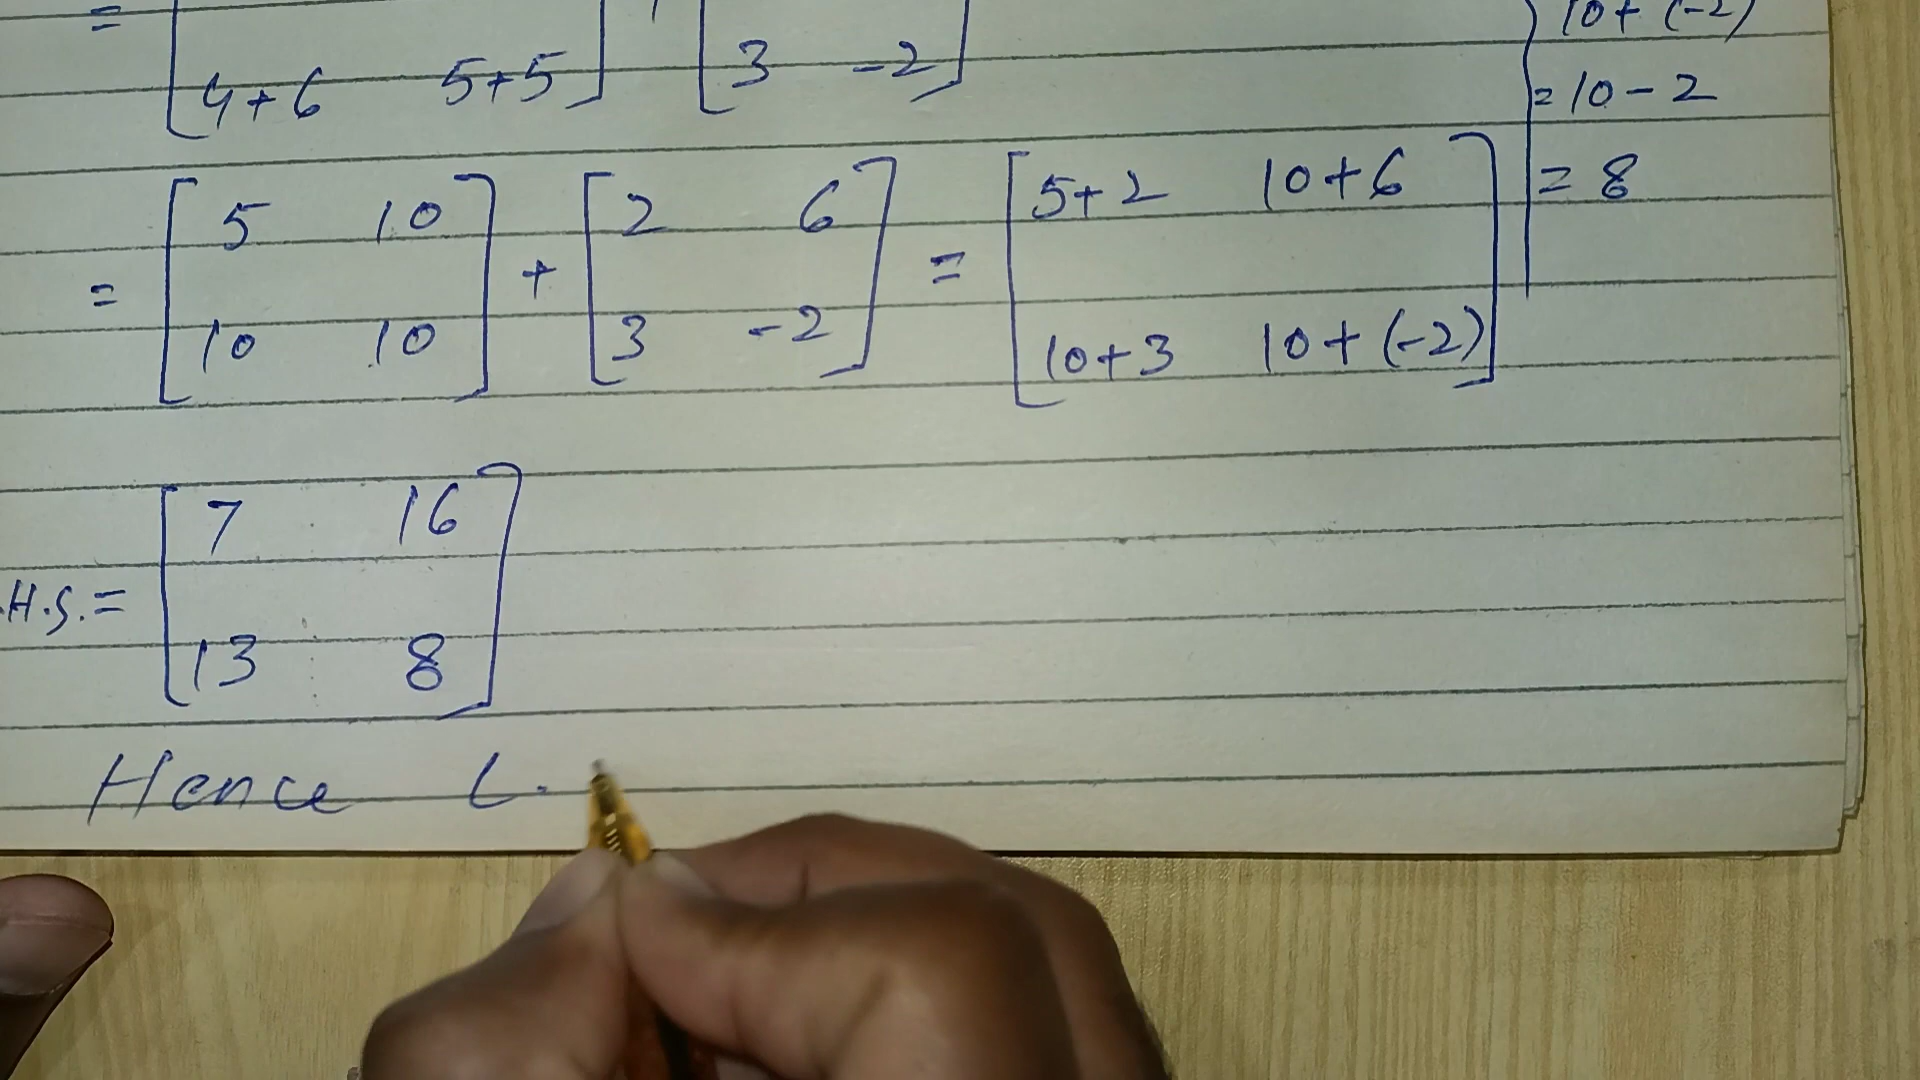 = [ 4+6 5+5 ] [ 3 -2 ] 10+(-2)
= 10-2
= [ 5 10 ] + [ 2 6 ] = [ 5+2 10+6 ] = 8
[ 10 10 ] [ 3 -2 ] [ 10+3 10+(-2) ]
.H.S. = [ 7 16 ]
[ 13 8 ]
Hence L.